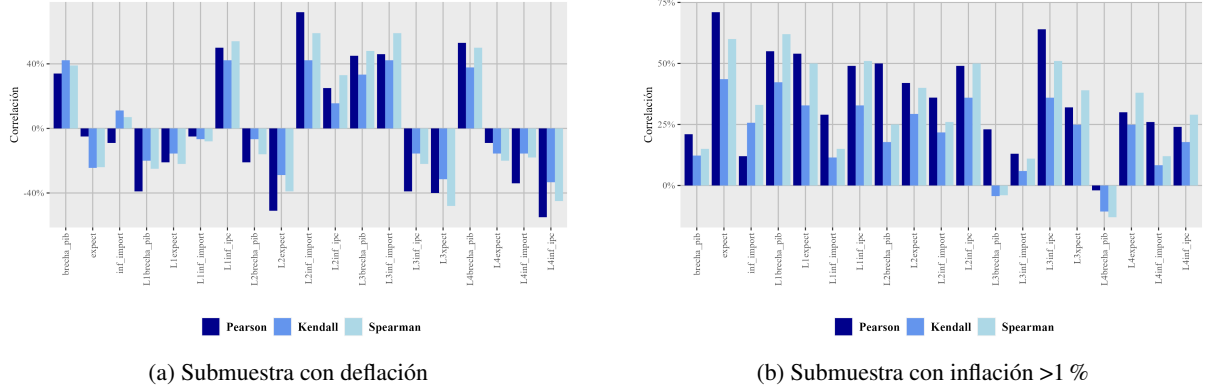 Correlación
40%
0%
-40%
brecha_pib
expect
inf_import
L1brecha_pib
L1expect
L1inf_import
L1inf_ipc
L2brecha_pib
L2expect
L2inf_import
L2inf_ipc
L3brecha_pib
L3inf_import
L3inf_ipc
L3xpect
L4brecha_pib
L4expect
L4inf_import
L4inf_ipc
Pearson Kendall Spearman
(a) Submuestra con deflación
Correlación
75%
50%
25%
0%
brecha_pib
expect
inf_import
L1brecha_pib
L1expect
L1inf_import
L1inf_ipc
L2brecha_pib
L2expect
L2inf_import
L2inf_ipc
L3brecha_pib
L3inf_import
L3inf_ipc
L3xpect
L4brecha_pib
L4expect
L4inf_import
L4inf_ipc
Pearson Kendall Spearman
(b) Submuestra con inflación >1 %